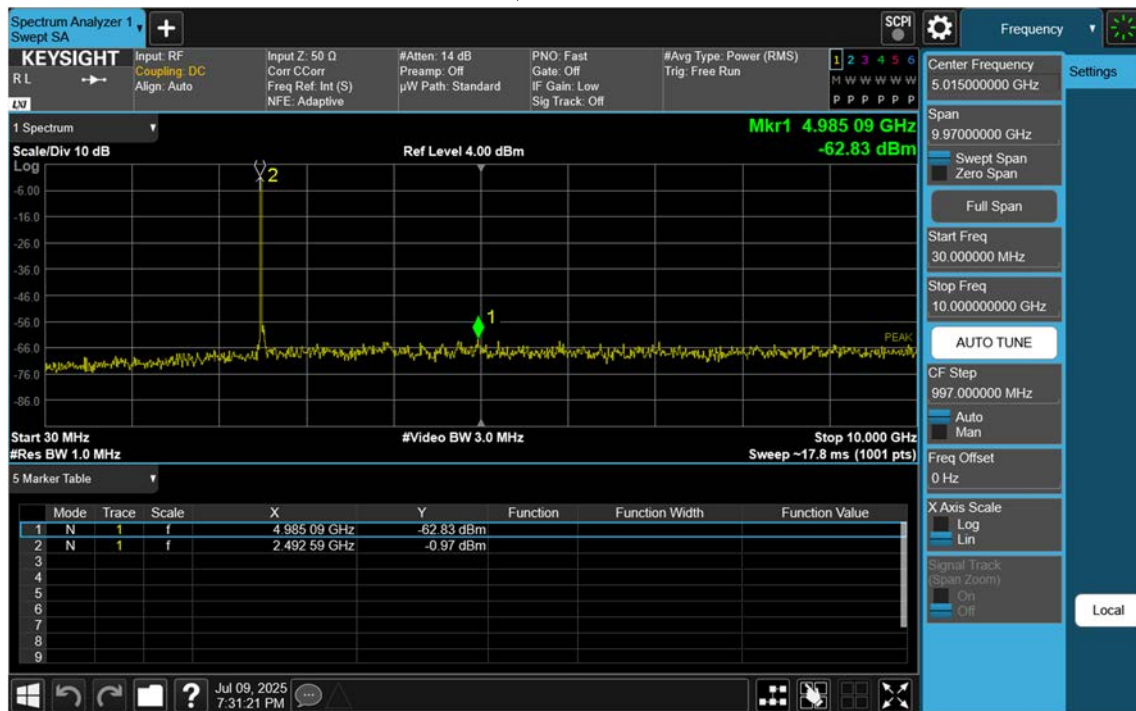 Spectrum Analyzer 1
Swept SA
SCPI
Frequency
KEYSIGHT
RL
LXI
Input: RF
Coupling: DC
Align: Auto
Input Z: 50 Ω
Corr CCorr
Freq Ref: Int (S)
NFE: Adaptive
#Atten: 14 dB
Preamp: Off
µW Path: Standard
PNO: Fast
Gate: Off
IF Gain: Low
Sig Track: Off
#Avg Type: Power (RMS)
Trig: Free Run
1 2 3 4 5 6
M W W W W W
P P P P P P
Center Frequency
5.015000000 GHz
Settings
1 Spectrum
Mkr1 4.985 09 GHz
-62.83 dBm
Scale/Div 10 dB
Ref Level 4.00 dBm
Log
2
-6.00
-16.0
-26.0
-36.0
-46.0
-56.0
1
PEAK
-66.0
-76.0
-86.0
Start 30 MHz
#Video BW 3.0 MHz
Stop 10.000 GHz
#Res BW 1.0 MHz
Sweep ~17.8 ms (1001 pts)
Span
9.97000000 GHz
Swept Span
Zero Span
Full Span
Start Freq
30.000000 MHz
Stop Freq
10.000000000 GHz
AUTO TUNE
CF Step
997.000000 MHz
Auto
Man
Freq Offset
0 Hz
X Axis Scale
Log
Lin
Signal Track
(Span Zoom)
On
Off
Local
5 Marker Table
Mode Trace Scale X Y Function Function Width Function Value
1 N 1 f 4.985 09 GHz -62.83 dBm
2 N 1 f 2.492 59 GHz -0.97 dBm
3
4
5
6
7
8
9
?
Jul 09, 2025
7:31:21 PM